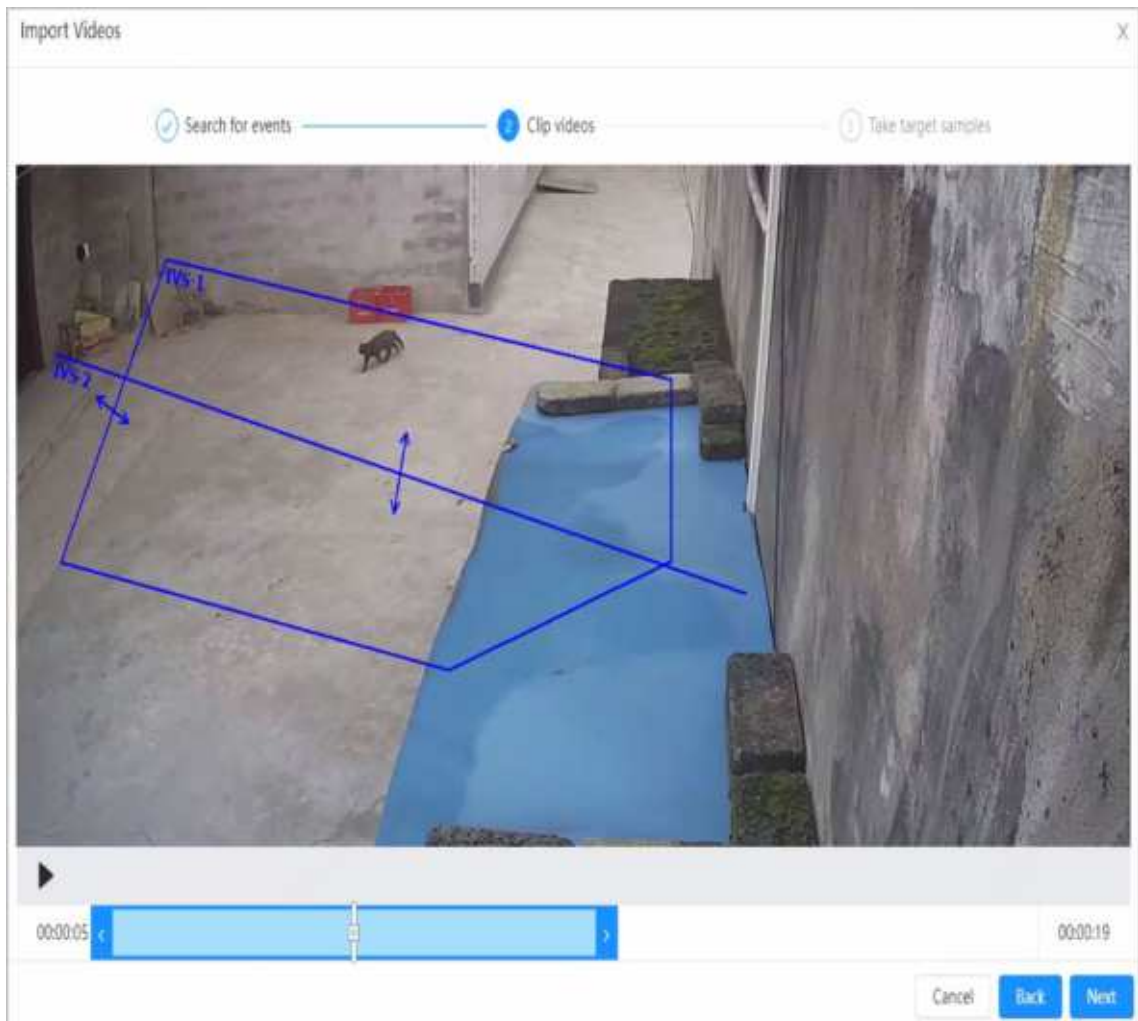 Import Videos
X
Search for events
2
Clip videos
3
Take target samples
IVS-1
IVS-2
00:00:05
00:00:19
Cancel
Back
Next